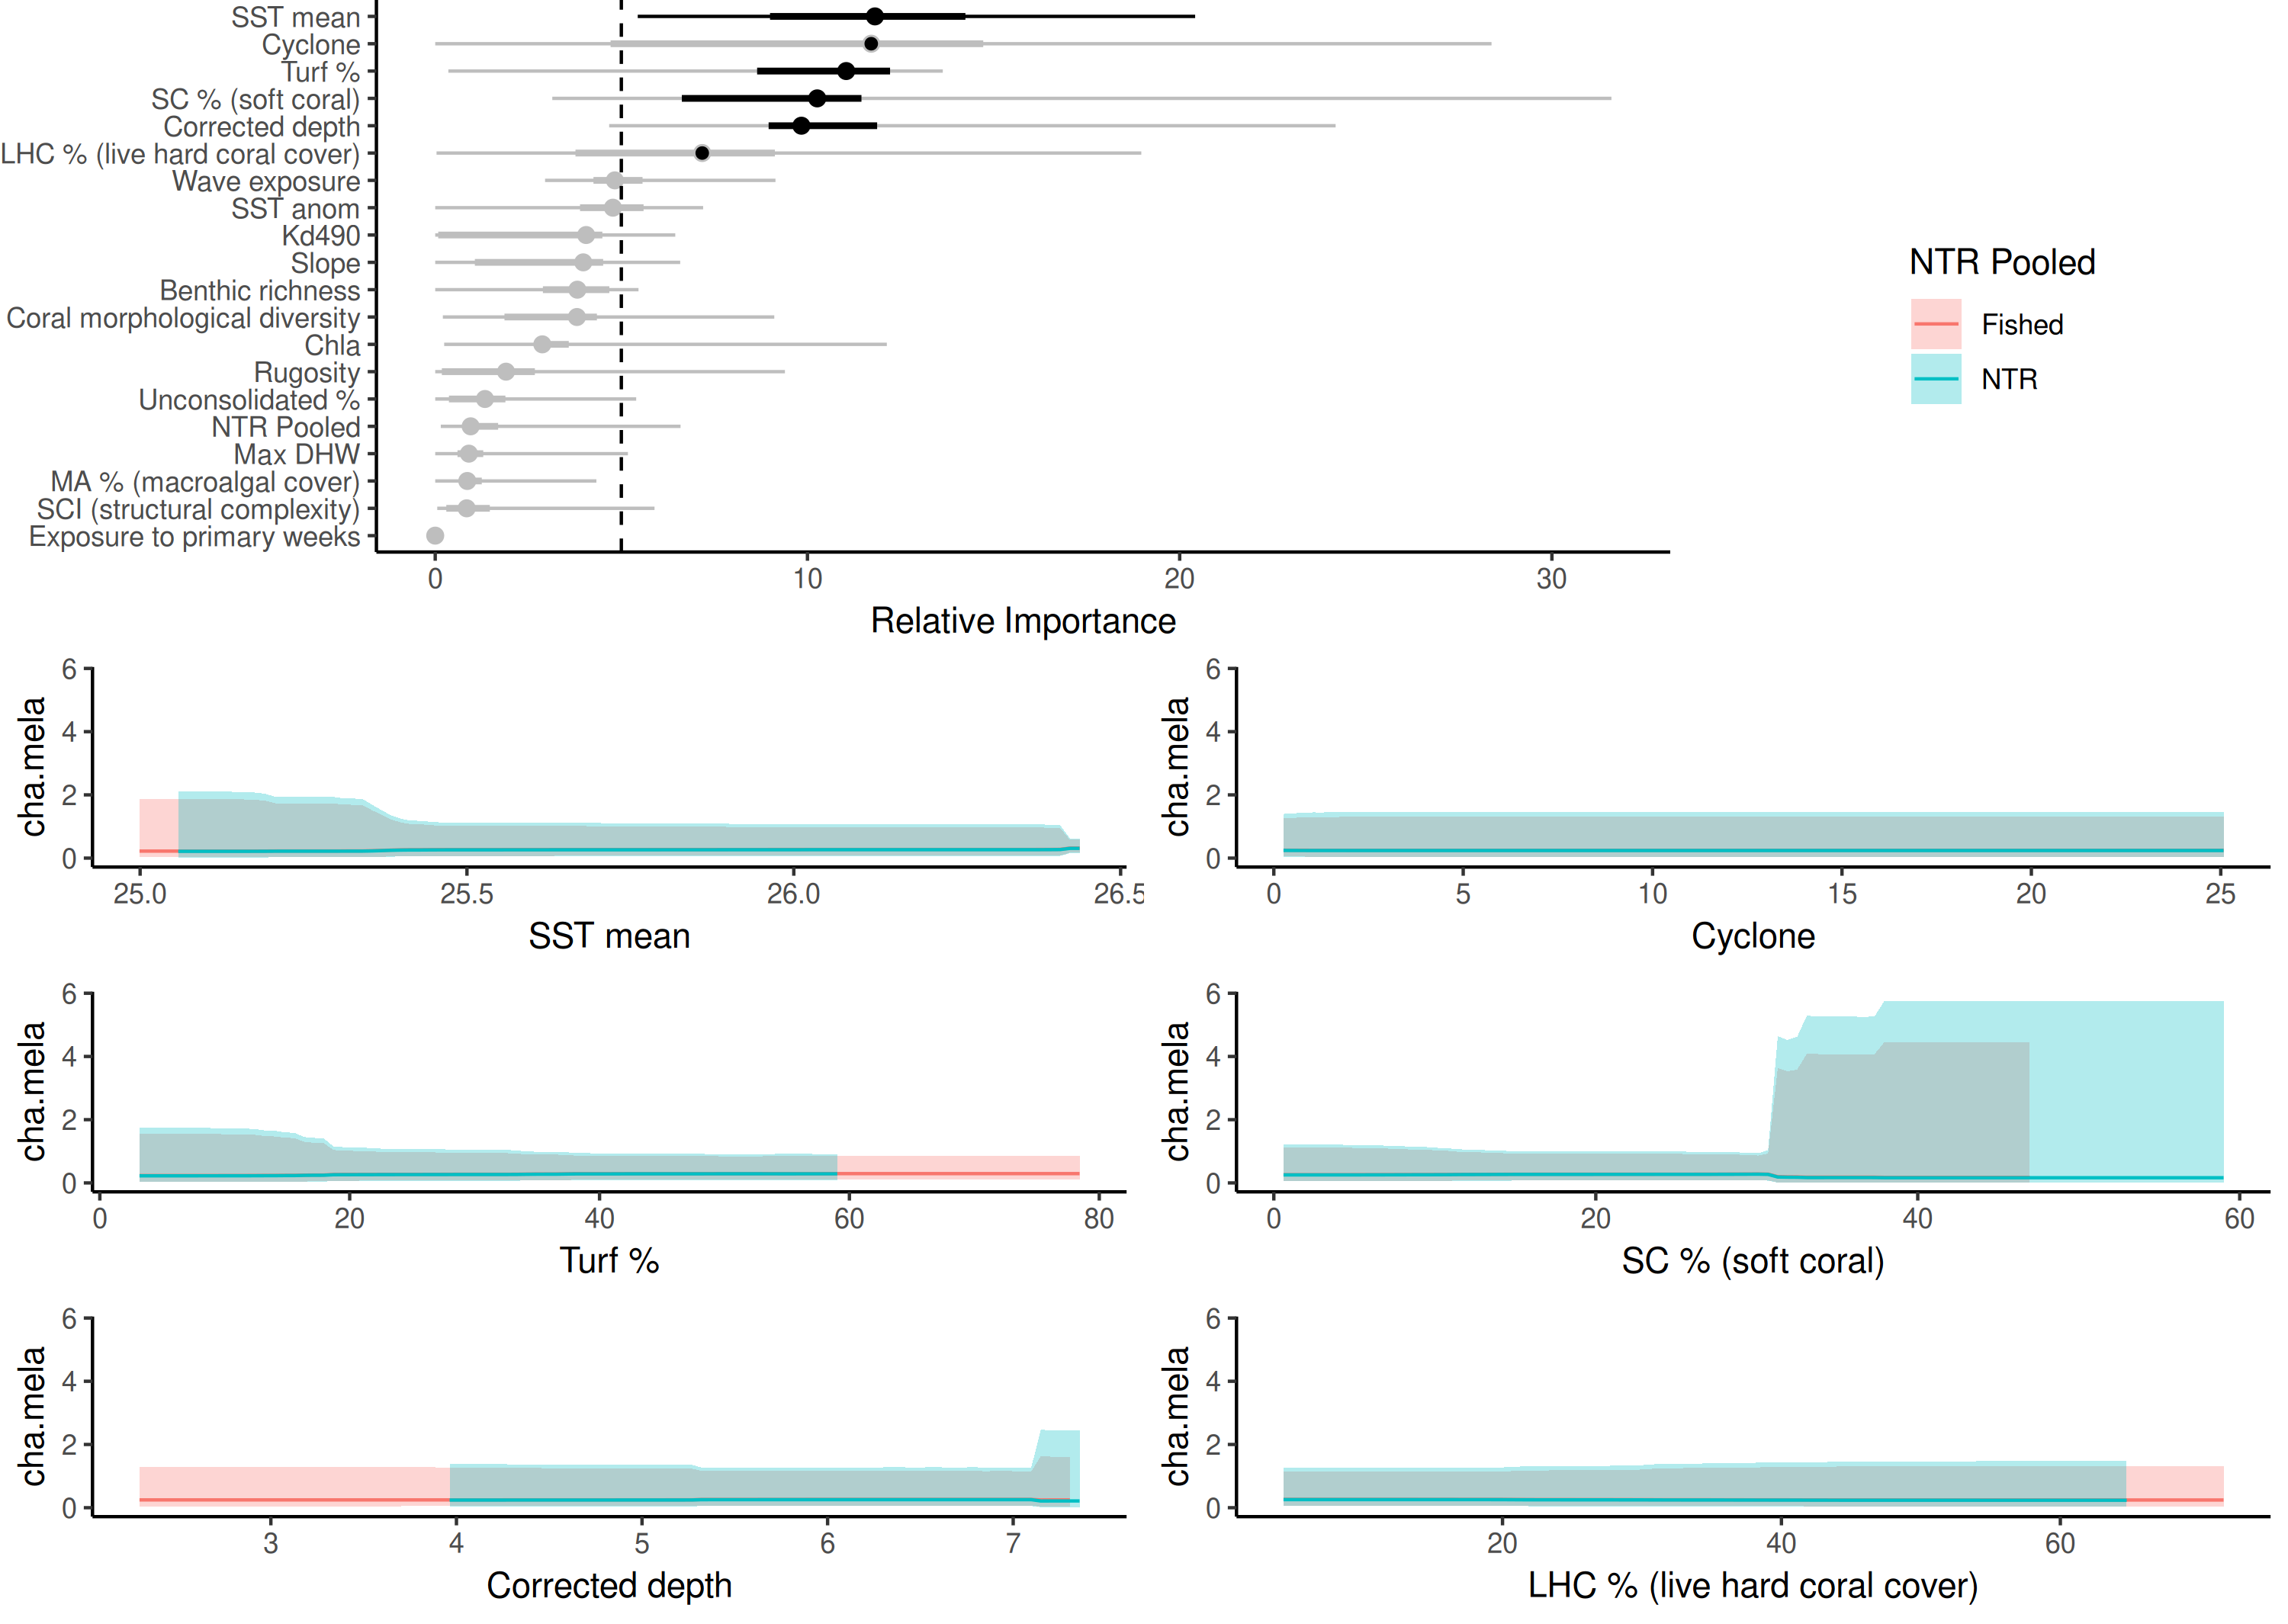 SST mean
Cyclone
Turf %
SC % (soft coral)
Corrected depth
LHC % (live hard coral cover)
Wave exposure
SST anom
Kd490
Slope
Benthic richness
Coral morphological diversity
Chla
Rugosity
Unconsolidated %
NTR Pooled
Max DHW
MA % (macroalgal cover)
SCI (structural complexity)
Exposure to primary weeks
0 10 20 30
Relative Importance
NTR Pooled
Fished
NTR
6
4
2
0
cha.mela
25.0 25.5 26.0 26.5
SST mean
6
4
2
0
cha.mela
0 5 10 15 20 25
Cyclone
6
4
2
0
cha.mela
0 20 40 60 80
Turf %
6
4
2
0
cha.mela
0 20 40 60
SC % (soft coral)
6
4
2
0
cha.mela
3 4 5 6 7
Corrected depth
6
4
2
0
cha.mela
20 40 60
LHC % (live hard coral cover)